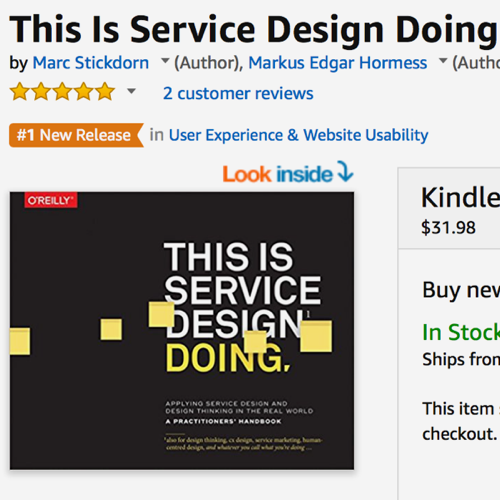 This Is Service Design Doing
by Marc Stickdorn (Author), Markus Edgar Hormess (Autho
2 customer reviews
#1 New Release in User Experience & Website Usability
Look inside
O'REILLY®
THIS IS
SERVICE
DESIGN¹
DOING.
APPLYING SERVICE DESIGN AND
DESIGN THINKING IN THE REAL WORLD
A PRACTITIONERS' HANDBOOK
¹also for design thinking, cx design, service marketing, human-
centred design, and whatever you call what you're doing ...
Kindle
$31.98
Buy new
In Stock
Ships from
This item
checkout.